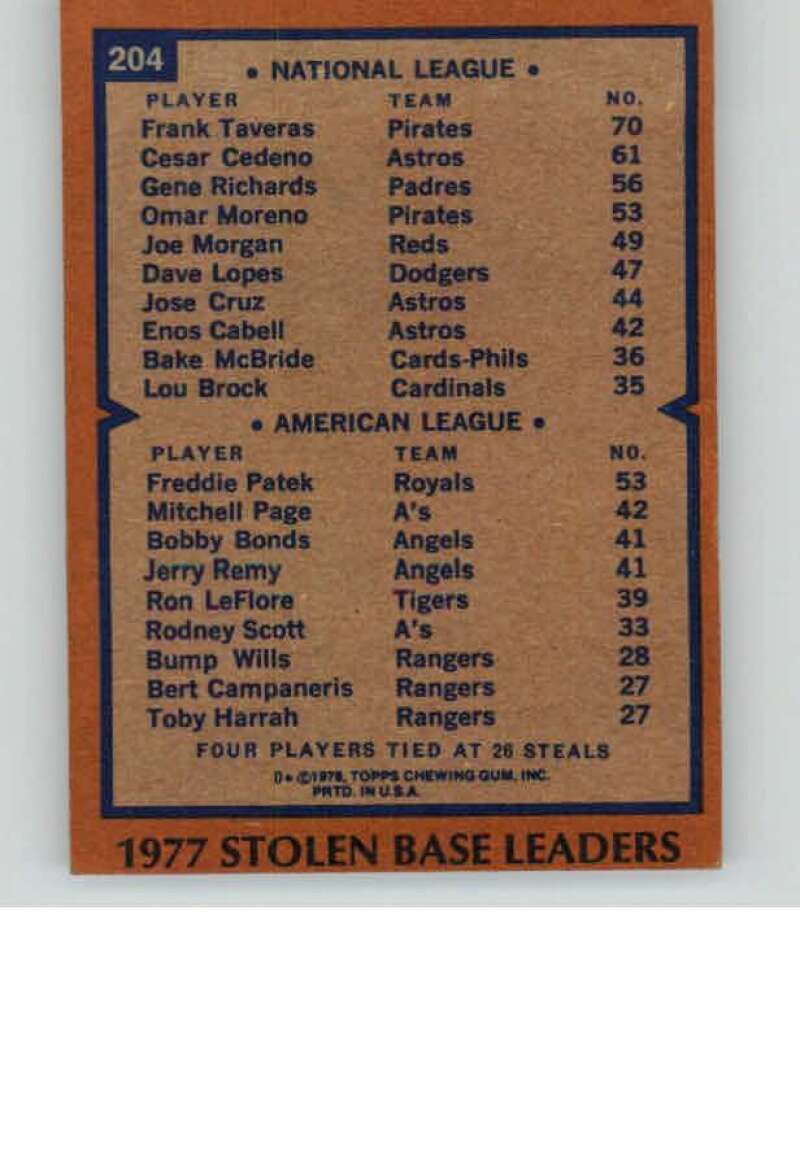 204
• NATIONAL LEAGUE •
PLAYER TEAM NO.
Frank Taveras Pirates 70
Cesar Cedeno Astros 61
Gene Richards Padres 56
Omar Moreno Pirates 53
Joe Morgan Reds 49
Dave Lopes Dodgers 47
Jose Cruz Astros 44
Enos Cabell Astros 42
Bake McBride Cards-Phils 36
Lou Brock Cardinals 35
• AMERICAN LEAGUE •
PLAYER TEAM NO.
Freddie Patek Royals 53
Mitchell Page A's 42
Bobby Bonds Angels 41
Jerry Remy Angels 41
Ron LeFlore Tigers 39
Rodney Scott A's 33
Bump Wills Rangers 28
Bert Campaneris Rangers 27
Toby Harrah Rangers 27
FOUR PLAYERS TIED AT 26 STEALS
D* ©1978, TOPPS CHEWING GUM, INC.
PRTD. IN U.S.A.
1977 STOLEN BASE LEADERS